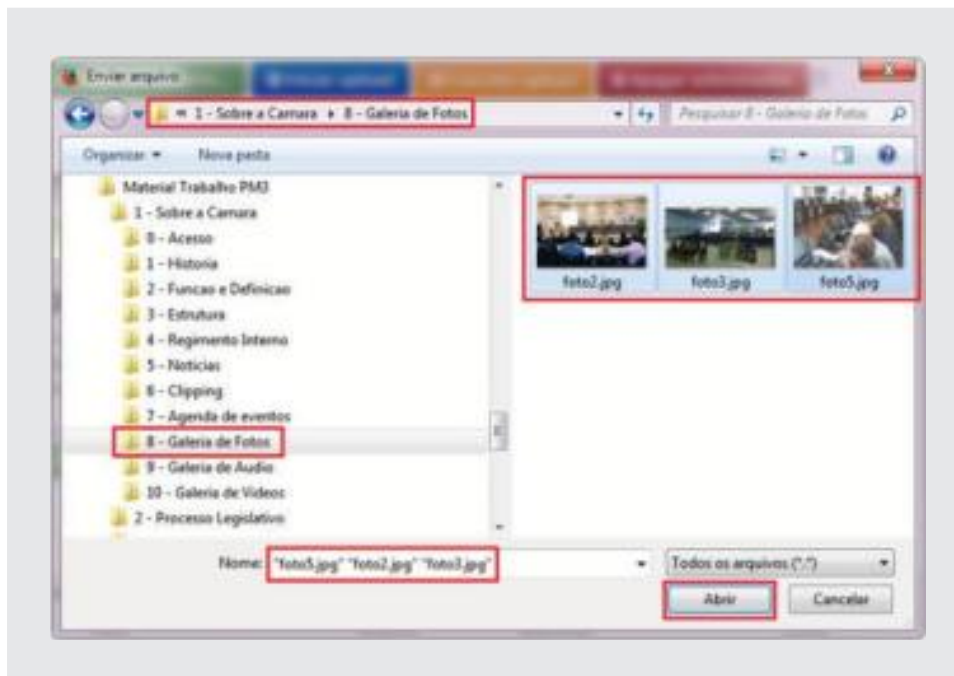 Enviar arquivo
1 - Sobre a Camara ▸ 8 - Galeria de Fotos
Pesquisar 8 - Galeria de Fotos
Organizar
Nova pasta
Material Trabalho PM3
1 - Sobre a Camara
0 - Acesso
1 - Historia
2 - Funcao e Definicao
3 - Estrutura
4 - Regimento Interno
5 - Noticias
6 - Clipping
7 - Agenda de eventos
8 - Galeria de Fotos
9 - Galeria de Audio
10 - Galeria de Videos
2 - Processo Legislativo
foto2.jpg
foto3.jpg
foto5.jpg
Nome: "foto5.jpg" "foto2.jpg" "foto3.jpg"
Todos os arquivos (*.*)
Abrir
Cancelar